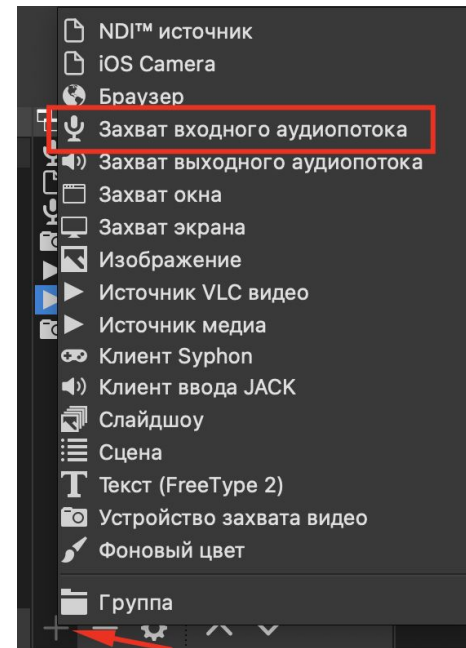 NDI™ источник
iOS Camera
Браузер
Захват входного аудиопотока
Захват выходного аудиопотока
Захват окна
Захват экрана
Изображение
Источник VLC видео
Источник медиа
Клиент Syphon
Клиент ввода JACK
Слайдшоу
Сцена
Текст (FreeType 2)
Устройство захвата видео
Фоновый цвет
Группа